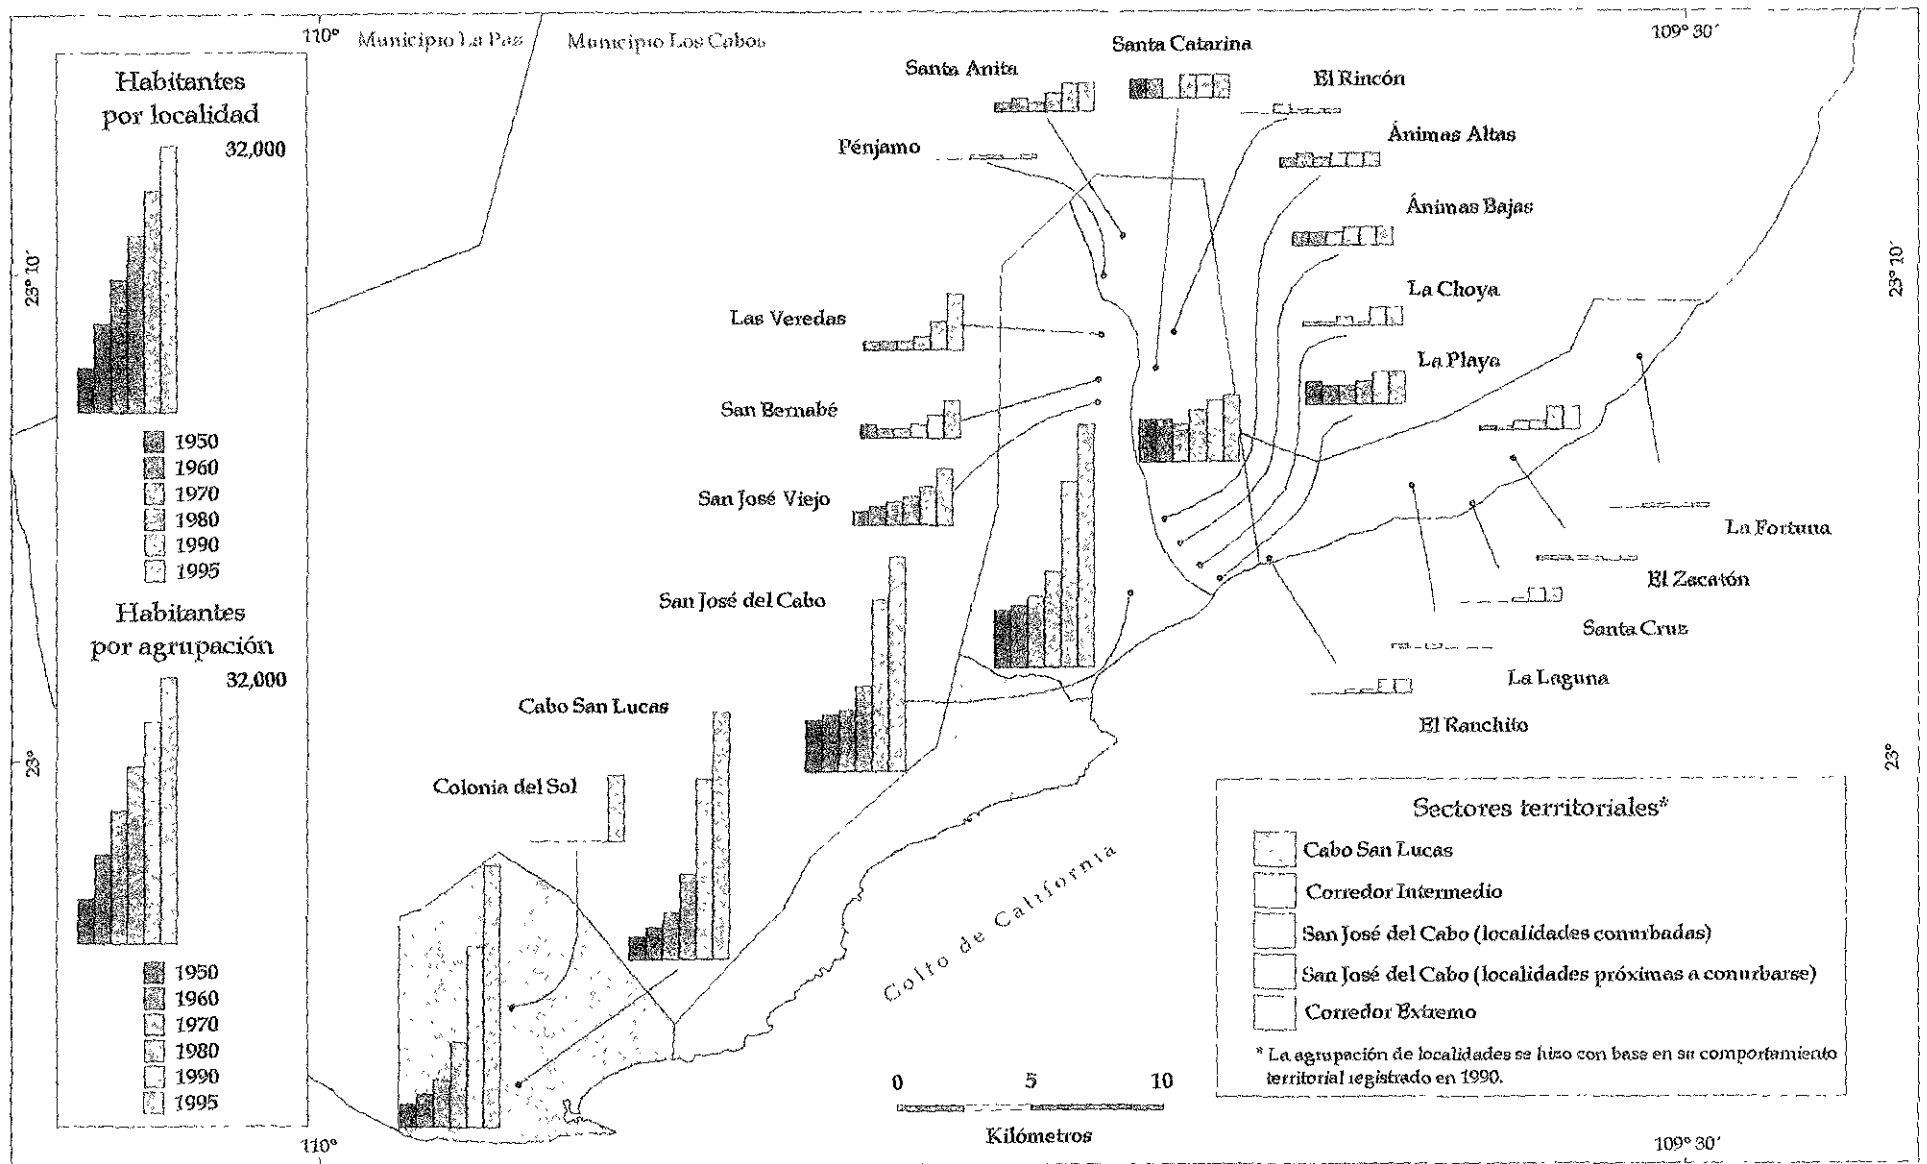 110°
Municipio La Paz
Municipio Los Cabos
109° 30´
Habitantes
por localidad
32,000
1950
1960
1970
1980
1990
1995
Habitantes
por agrupación
32,000
1950
1960
1970
1980
1990
1995
23° 10´
23°
Santa Catarina
Santa Anita
El Rincón
Pénjamo
Ánimas Altas
Ánimas Bajas
La Choya
La Playa
Las Veredas
San Bernabé
San José Viejo
San José del Cabo
Cabo San Lucas
Colonia del Sol
La Fortuna
El Zacatón
Santa Cruz
La Laguna
El Ranchito
23° 10´
23°
Golfo de California
Sectores territoriales*
Cabo San Lucas
Corredor Intermedio
San José del Cabo (localidades conurbadas)
San José del Cabo (localidades próximas a conurbarse)
Corredor Extremo
* La agrupación de localidades se hizo con base en su comportamiento
territorial registrado en 1990.
0 5 10
Kilómetros
110°
109° 30´